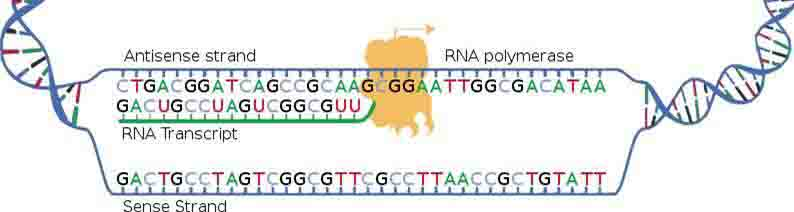 Antisense strand
RNA polymerase
CTGACGGATCAGCCGCAAGCGGAATTGGCGACATAA
GACUGCCUAGUCGGCGUU
RNA Transcript
GACTGCCTAGTCGGCGTTCGCCTTAACCGCTGTATT
Sense Strand